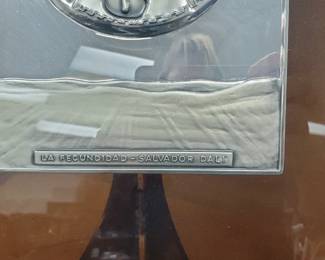 LA FECUNDIDAD - SALVADOR DALI